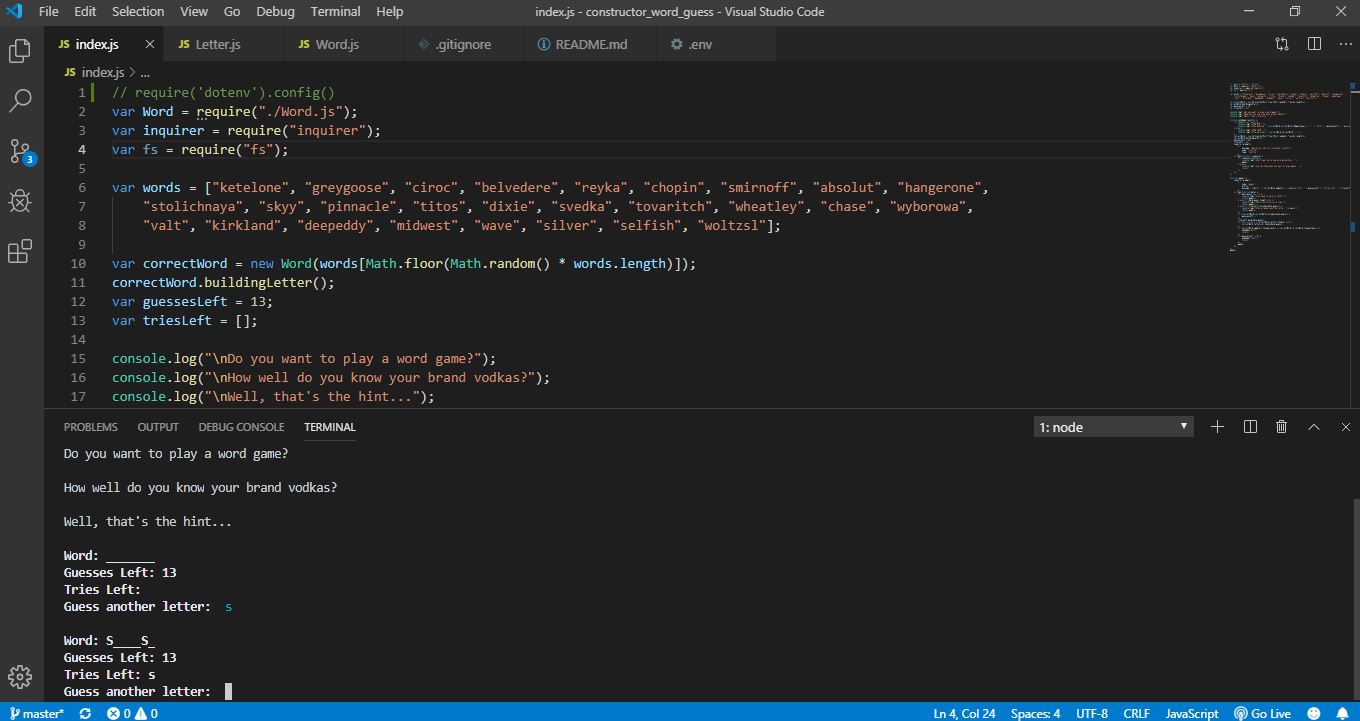 File Edit Selection View Go Debug Terminal Help index.js - constructor_word_guess - Visual Studio Code
JS index.js JS Letter.js JS Word.js .gitignore README.md .env
JS index.js > ...
1 // require('dotenv').config()
2 var Word = require("./Word.js");
3 var inquirer = require("inquirer");
4 var fs = require("fs");
5
6 var words = ["ketelone", "greygoose", "ciroc", "belvedere", "reyka", "chopin", "smirnoff", "absolut", "hangerone",
7 "stolichnaya", "skyy", "pinnacle", "titos", "dixie", "svedka", "tovaritch", "wheatley", "chase", "wyborowa",
8 "valt", "kirkland", "deepeddy", "midwest", "wave", "silver", "selfish", "woltzsl"];
9
10 var correctWord = new Word(words[Math.floor(Math.random() * words.length)]);
11 correctWord.buildingLetter();
12 var guessesLeft = 13;
13 var triesLeft = [];
14
15 console.log("\nDo you want to play a word game?");
16 console.log("\nHow well do you know your brand vodkas?");
17 console.log("\nWell, that's the hint...");
PROBLEMS OUTPUT DEBUG CONSOLE TERMINAL 1: node
Do you want to play a word game?
How well do you know your brand vodkas?
Well, that's the hint...
Word: _______
Guesses Left: 13
Tries Left:
Guess another letter: s
Word: S____S_
Guesses Left: 13
Tries Left: s
Guess another letter:
3
master* 0 0 Ln 4, Col 24 Spaces: 4 UTF-8 CRLF JavaScript Go Live